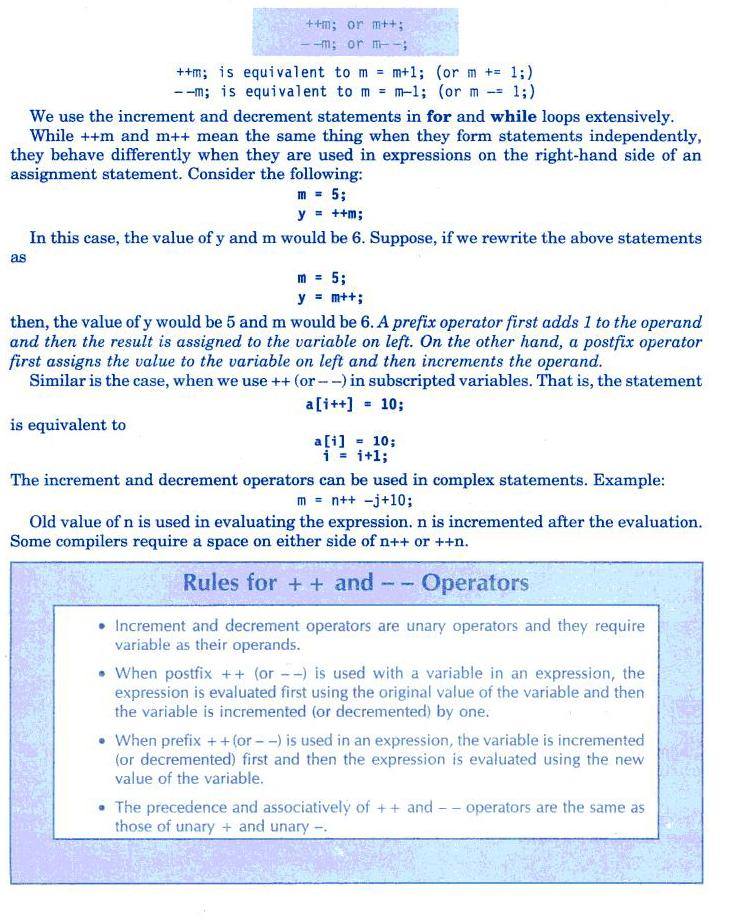 ++m; or m++;
– –m; or m– –;
++m; is equivalent to m = m+1; (or m += 1;)
– –m; is equivalent to m = m–1; (or m –= 1;)
We use the increment and decrement statements in for and while loops extensively.
While ++m and m++ mean the same thing when they form statements independently,
they behave differently when they are used in expressions on the right-hand side of an
assignment statement. Consider the following:
m = 5;
y = ++m;
In this case, the value of y and m would be 6. Suppose, if we rewrite the above statements
as
m = 5;
y = m++;
then, the value of y would be 5 and m would be 6. A prefix operator first adds 1 to the operand
and then the result is assigned to the variable on left. On the other hand, a postfix operator
first assigns the value to the variable on left and then increments the operand.
Similar is the case, when we use ++ (or – –) in subscripted variables. That is, the statement
a[i++] = 10;
is equivalent to
a[i] = 10;
i = i+1;
The increment and decrement operators can be used in complex statements. Example:
m = n++ –j+10;
Old value of n is used in evaluating the expression. n is incremented after the evaluation.
Some compilers require a space on either side of n++ or ++n.
Rules for + + and – – Operators
• Increment and decrement operators are unary operators and they require
variable as their operands.
• When postfix + + (or – –) is used with a variable in an expression, the
expression is evaluated first using the original value of the variable and then
the variable is incremented (or decremented) by one.
• When prefix + + (or – –) is used in an expression, the variable is incremented
(or decremented) first and then the expression is evaluated using the new
value of the variable.
• The precedence and associatively of + + and – – operators are the same as
those of unary + and unary –.